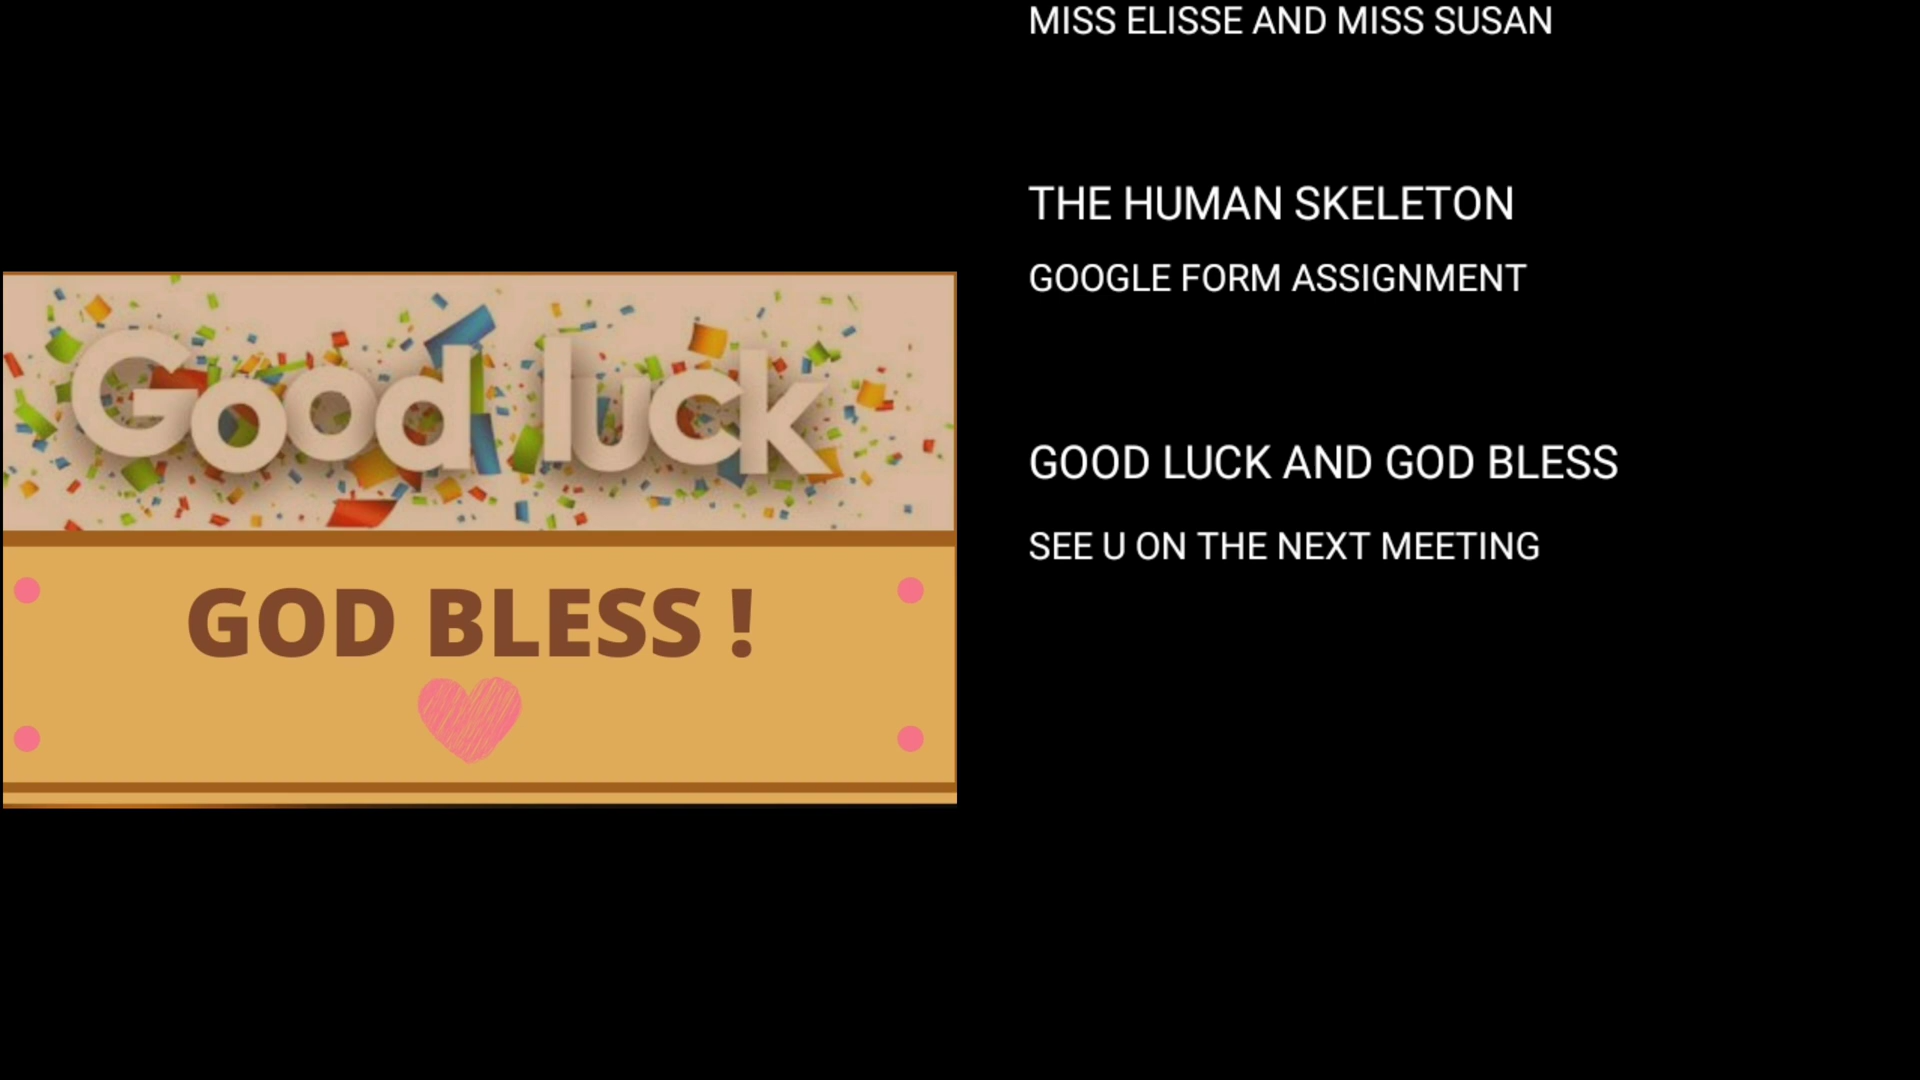 Good luck
GOD BLESS !
MISS ELISSE AND MISS SUSAN
THE HUMAN SKELETON
GOOGLE FORM ASSIGNMENT
GOOD LUCK AND GOD BLESS
SEE U ON THE NEXT MEETING